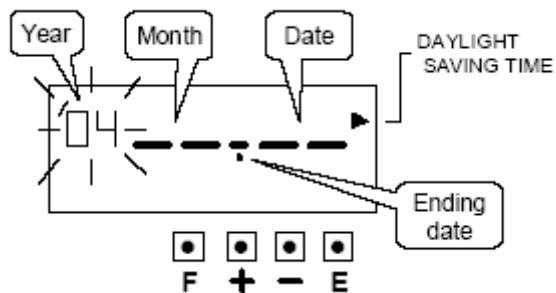 Year
Month
Date
DAYLIGHT
SAVING TIME
04 -- -- . -- --
Ending
date
F + - E